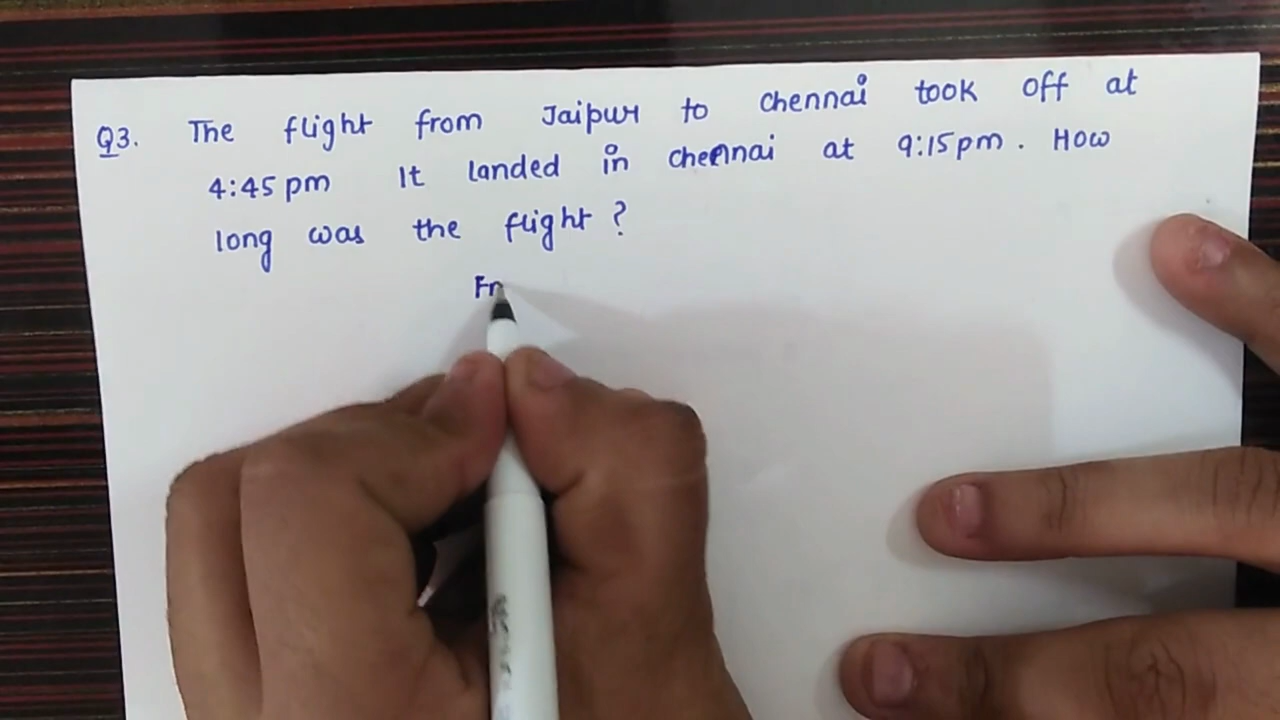 Q3. The flight from Jaipur to chennai took off at
4:45 pm It landed in chennai at 9:15 pm. How
long was the flight?
Fr